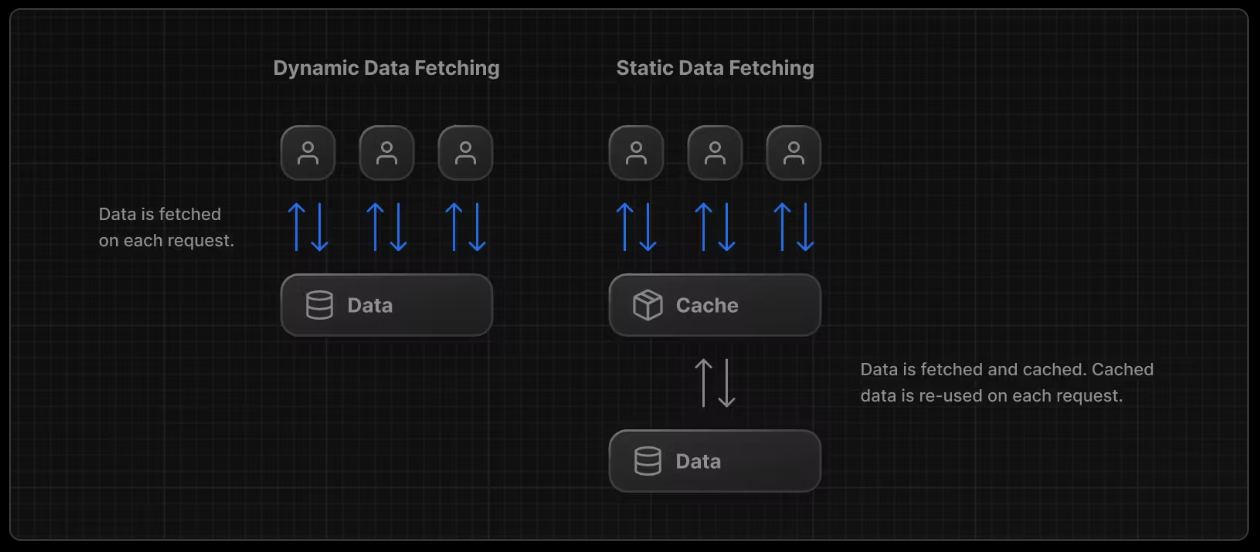 Dynamic Data Fetching
Static Data Fetching
Data is fetched
on each request.
Data
Cache
Data is fetched and cached. Cached
data is re-used on each request.
Data